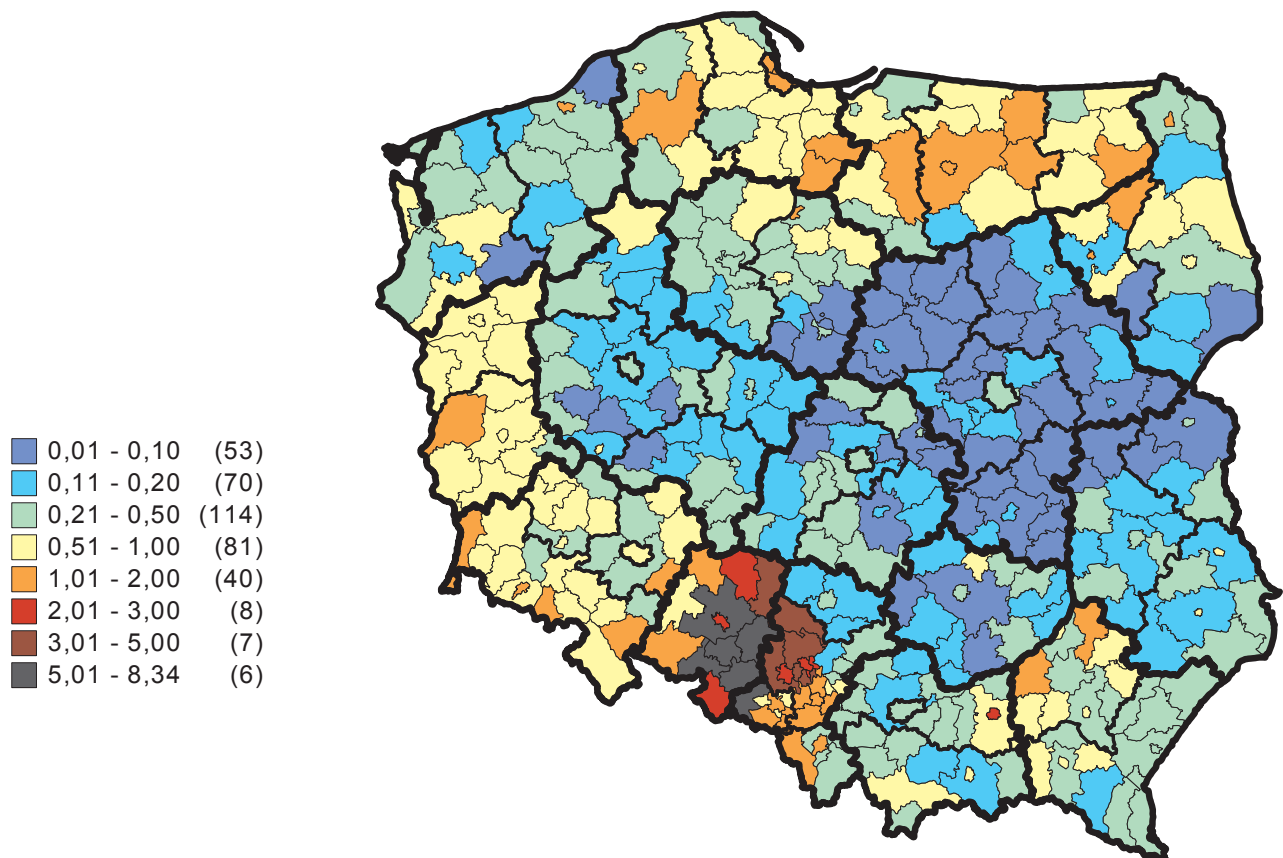 0,01 - 0,10 (53)
0,11 - 0,20 (70)
0,21 - 0,50 (114)
0,51 - 1,00 (81)
1,01 - 2,00 (40)
2,01 - 3,00 (8)
3,01 - 5,00 (7)
5,01 - 8,34 (6)